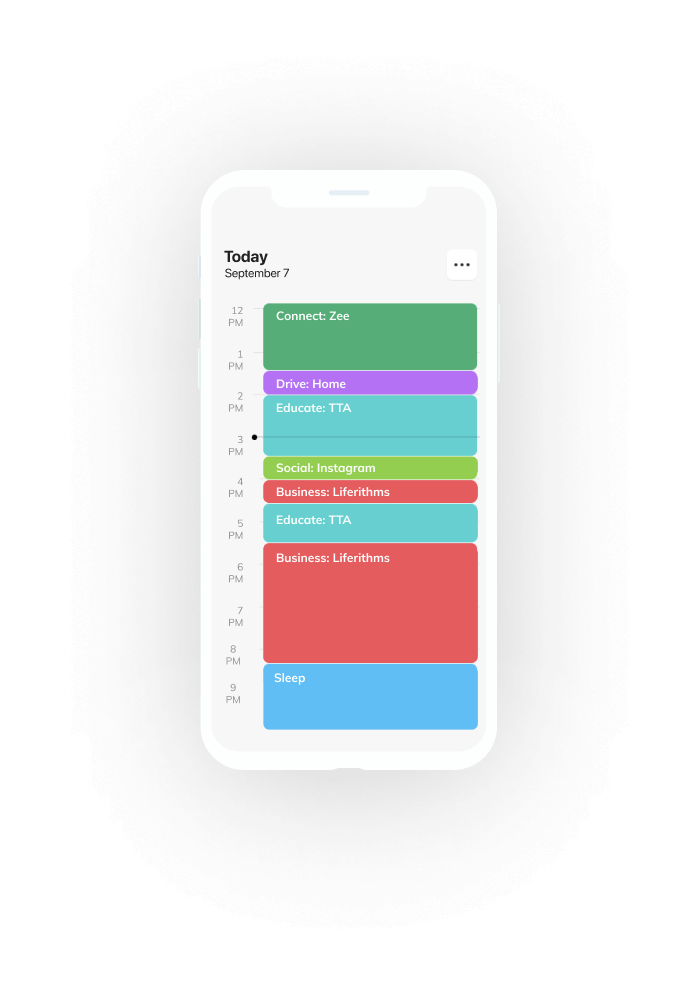 Today
September 7
12
PM
Connect: Zee
1
PM
Drive: Home
2
PM
Educate: TTA
3
PM
Social: Instagram
4
PM
Business: Liferithms
5
PM
Educate: TTA
Business: Liferithms
6
PM
7
PM
8
PM
Sleep
9
PM